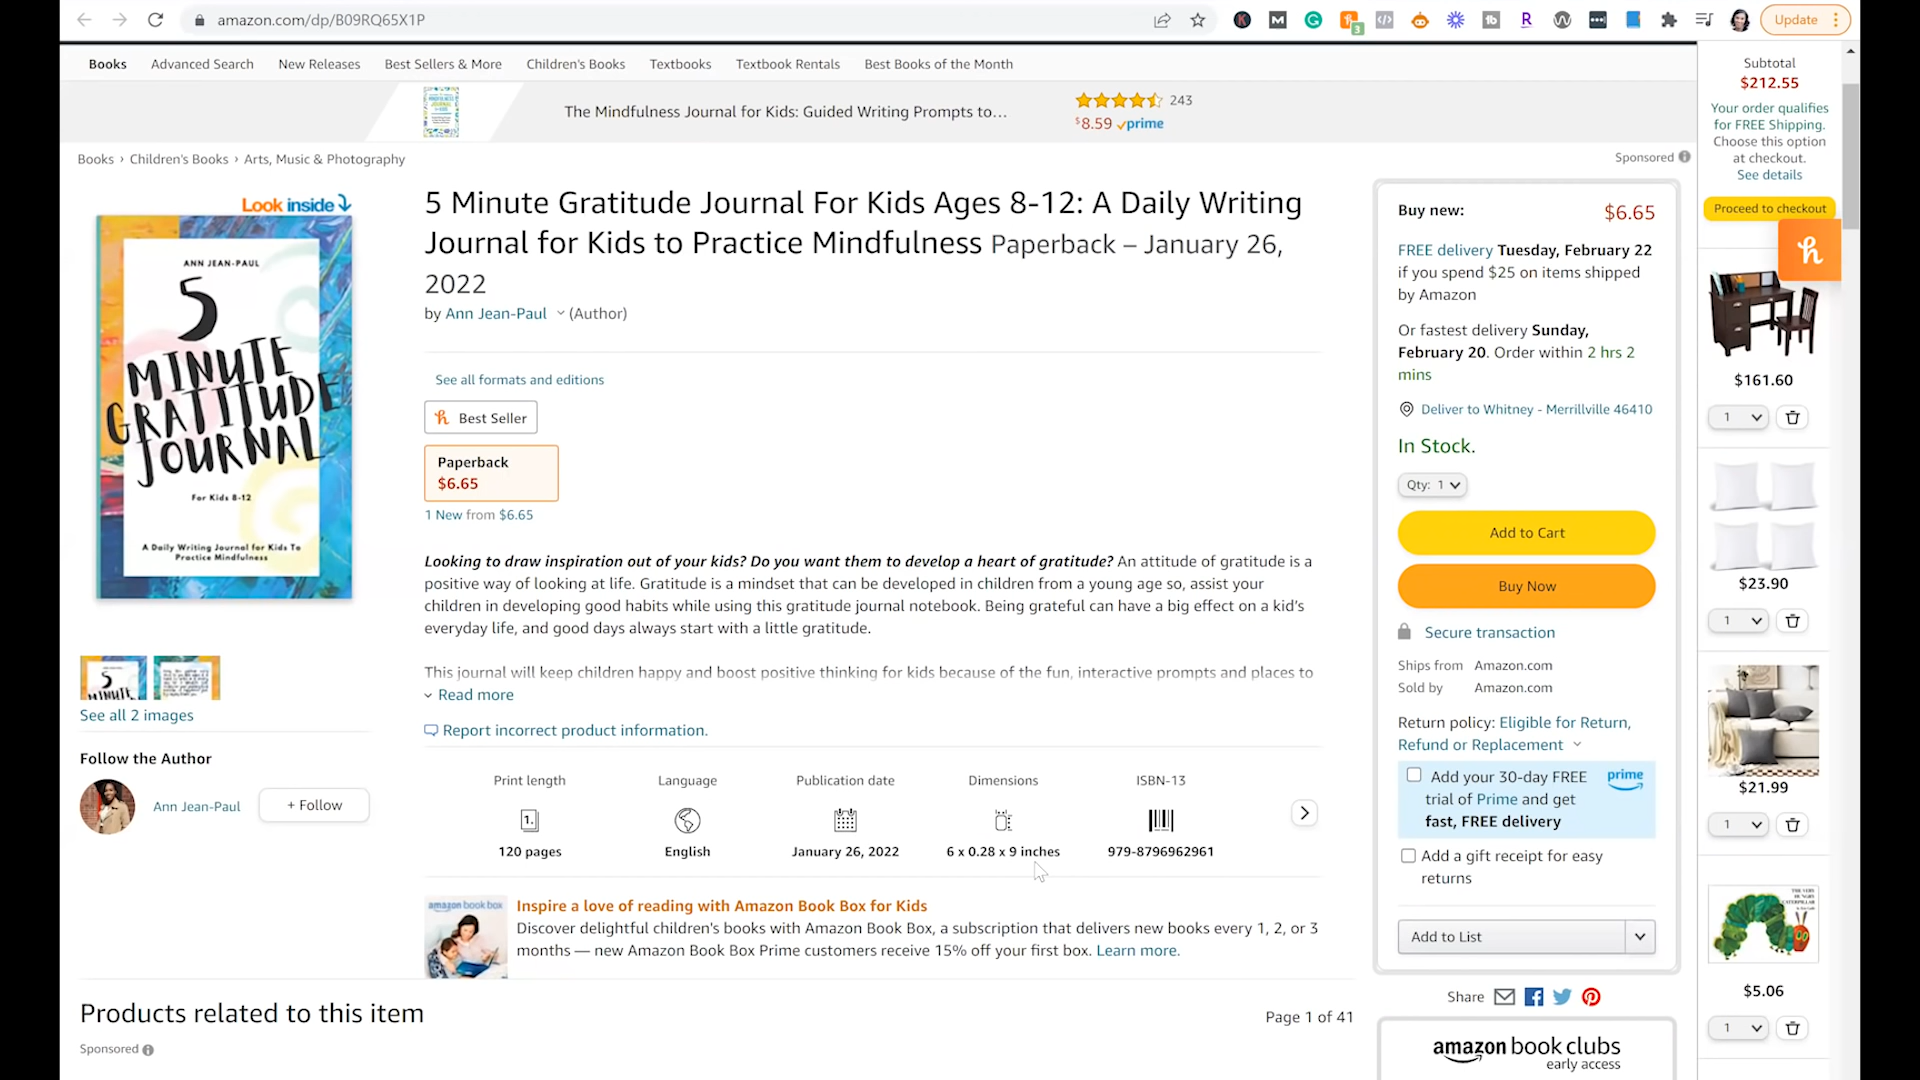 amazon.com/dp/B09RQ65X1P
Update
Books
Advanced Search
New Releases
Best Sellers & More
Children's Books
Textbooks
Textbook Rentals
Best Books of the Month
The Mindfulness Journal for Kids: Guided Writing Prompts to…
243
$8.59 prime
Books › Children's Books › Arts, Music & Photography
Sponsored
Look inside
ANN JEAN-PAUL
5
MINUTE
GRATITUDE
JOURNAL
For Kids 8-12
A Daily Writing Journal for Kids To
Practice Mindfulness
See all 2 images
Follow the Author
Ann Jean-Paul
+ Follow
5 Minute Gratitude Journal For Kids Ages 8-12: A Daily Writing
Journal for Kids to Practice Mindfulness Paperback – January 26,
2022
by Ann Jean-Paul (Author)
See all formats and editions
Best Seller
Paperback
$6.65
1 New from $6.65
Looking to draw inspiration out of your kids? Do you want them to develop a heart of gratitude? An attitude of gratitude is a
positive way of looking at life. Gratitude is a mindset that can be developed in children from a young age so, assist your
children in developing good habits while using this gratitude journal notebook. Being grateful can have a big effect on a kid's
everyday life, and good days always start with a little gratitude.
This journal will keep children happy and boost positive thinking for kids because of the fun, interactive prompts and places to
Read more
Report incorrect product information.
Print length
Language
Publication date
Dimensions
ISBN-13
120 pages
English
January 26, 2022
6 x 0.28 x 9 inches
979-8796962961
amazon book box
Inspire a love of reading with Amazon Book Box for Kids
Discover delightful children's books with Amazon Book Box, a subscription that delivers new books every 1, 2, or 3
months — new Amazon Book Box Prime customers receive 15% off your first box. Learn more.
Products related to this item
Page 1 of 41
Sponsored
Buy new:
$6.65
FREE delivery Tuesday, February 22
if you spend $25 on items shipped
by Amazon
Or fastest delivery Sunday,
February 20. Order within 2 hrs 2
mins
Deliver to Whitney - Merrillville 46410
In Stock.
Qty: 1
Add to Cart
Buy Now
Secure transaction
Ships from Amazon.com
Sold by Amazon.com
Return policy: Eligible for Return,
Refund or Replacement
Add your 30-day FREE
trial of Prime and get
fast, FREE delivery
prime
Add a gift receipt for easy
returns
Add to List
Share
amazon book clubs
early access
Subtotal
$212.55
Your order qualifies
for FREE Shipping.
Choose this option
at checkout.
See details
Proceed to checkout
$161.60
1
$23.90
1
$21.99
1
THE VERY
HUNGRY
CATERPILLAR
$5.06
1